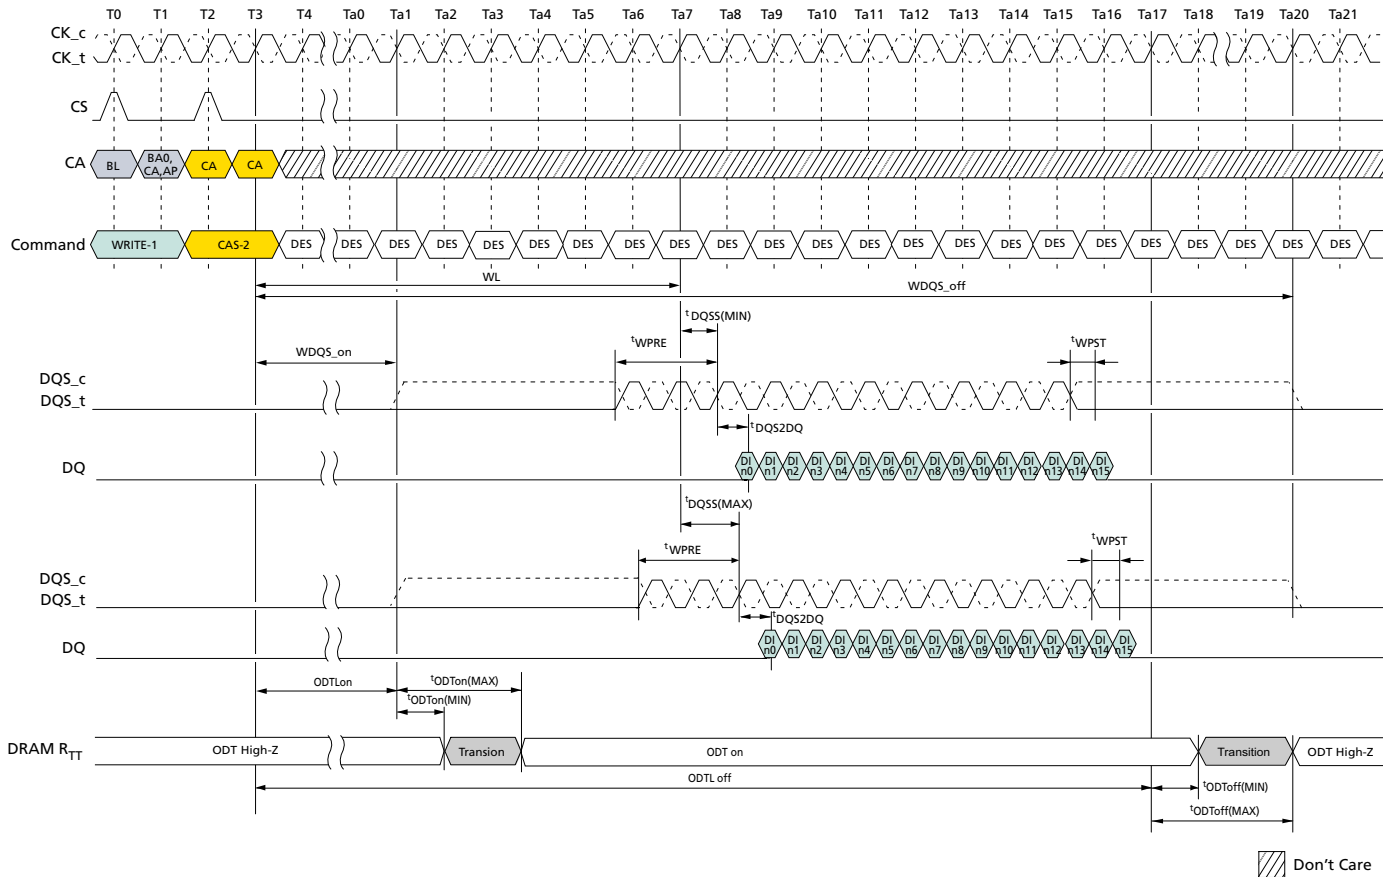 T0 T1 T2 T3 T4 Ta0 Ta1 Ta2 Ta3 Ta4 Ta5 Ta6 Ta7 Ta8 Ta9 Ta10 Ta11 Ta12 Ta13 Ta14 Ta15 Ta16 Ta17 Ta18 Ta19 Ta20 Ta21
CK_c
CK_t
CS
CA BL BA0, CA,AP CA CA
Command WRITE-1 CAS-2 DES DES DES DES DES DES DES DES DES DES DES DES DES DES DES DES DES DES DES DES DES DES DES
WL
WDQS_off
tDQSS(MIN)
WDQS_on tWPRE tWPST
DQS_c
DQS_t
tDQS2DQ
DQ DI n0 DI n1 DI n2 DI n3 DI n4 DI n5 DI n6 DI n7 DI n8 DI n9 DI n10 DI n11 DI n12 DI n13 DI n14 DI n15
tDQSS(MAX)
tWPRE tWPST
DQS_c
DQS_t
tDQS2DQ
DQ DI n0 DI n1 DI n2 DI n3 DI n4 DI n5 DI n6 DI n7 DI n8 DI n9 DI n10 DI n11 DI n12 DI n13 DI n14 DI n15
ODTLon tODTon(MAX)
tODTon(MIN)
DRAM RTT ODT High-Z Transion ODT on Transition ODT High-Z
ODTL off tODToff(MIN)
tODToff(MAX)
Don't Care